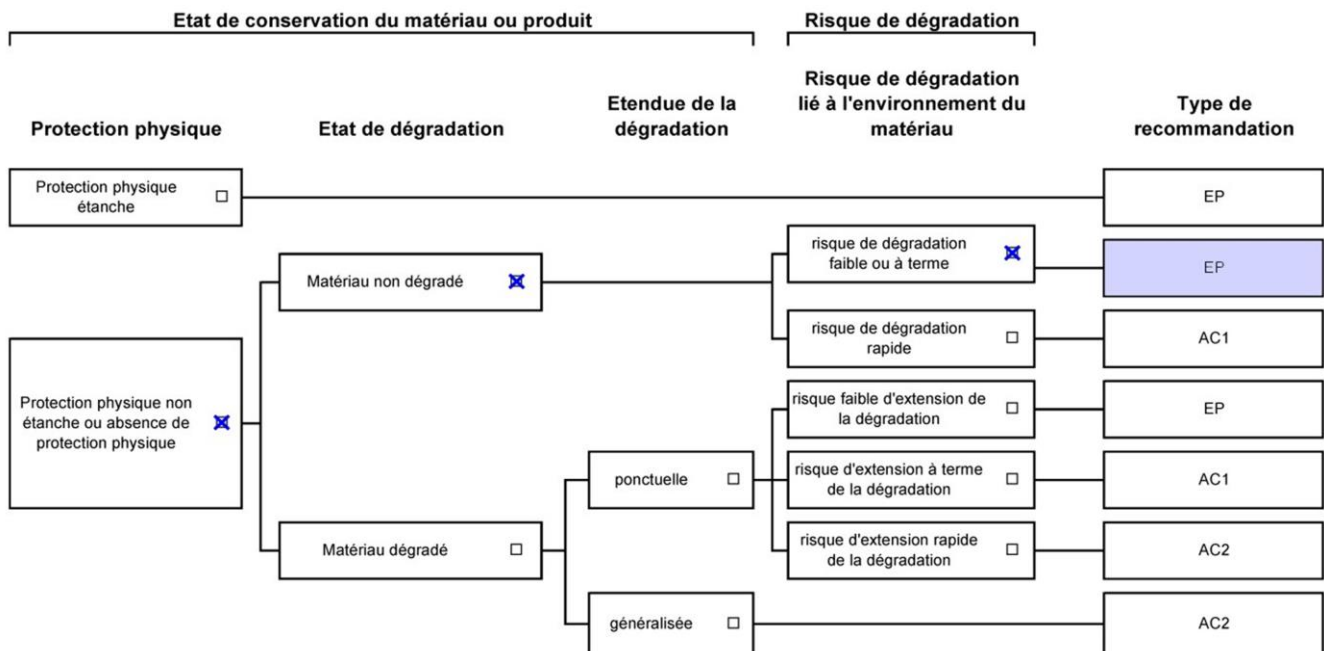 Etat de conservation du matériau ou produit
Risque de dégradation
Protection physique
Etat de dégradation
Etendue de la
dégradation
Risque de dégradation
lié à l'environnement du
matériau
Type de
recommandation
Protection physique
étanche
EP
risque de dégradation
faible ou à terme
EP
Matériau non dégradé
risque de dégradation
rapide
AC1
Protection physique non
étanche ou absence de
protection physique
risque faible d'extension de
la dégradation
EP
ponctuelle
risque d'extension à terme
de la dégradation
AC1
Matériau dégradé
risque d'extension rapide
de la dégradation
AC2
généralisée
AC2